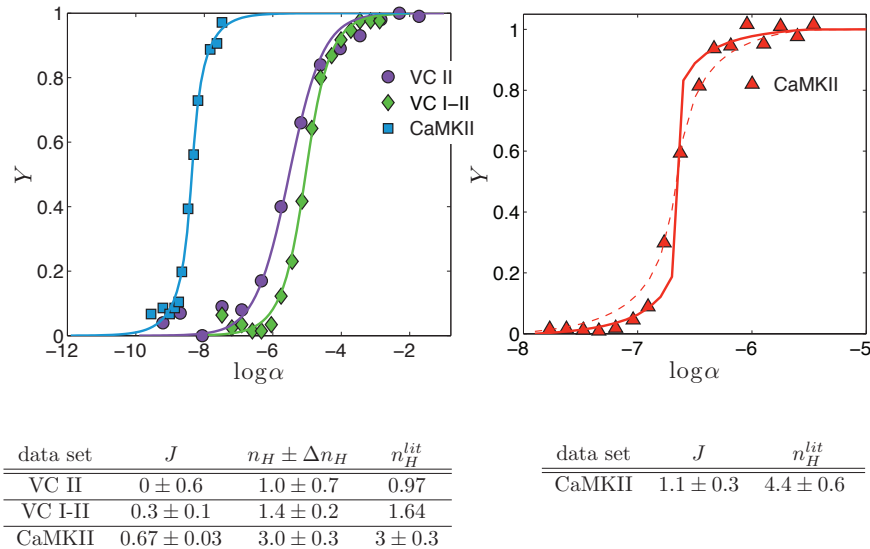 1
0.8
0.6
0.4
0.2
0
Y
−12 −10 −8 −6 −4 −2
logα
VC II
VC I−II
CaMKII
1
0.8
0.6
0.4
0.2
0
Y
−8 −7 −6 −5
logα
CaMKII
data set J n_H ± Δn_H n_H^{lit}
VC II 0 ± 0.6 1.0 ± 0.7 0.97
VC I-II 0.3 ± 0.1 1.4 ± 0.2 1.64
CaMKII 0.67 ± 0.03 3.0 ± 0.3 3 ± 0.3
data set J n_H^{lit}
CaMKII 1.1 ± 0.3 4.4 ± 0.6